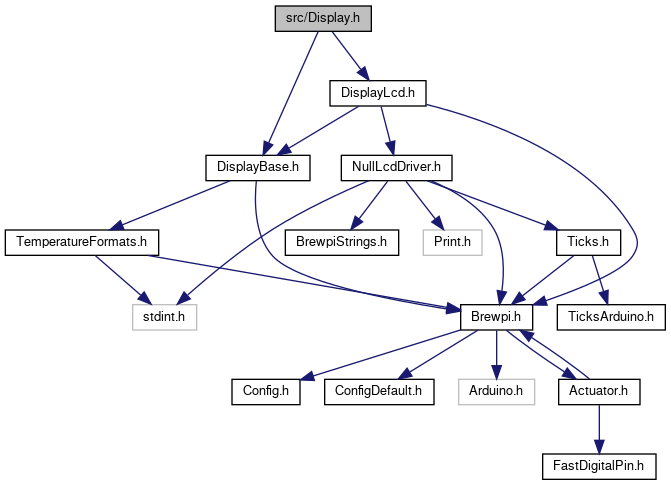 src/Display.h
DisplayLcd.h
DisplayBase.h
NullLcdDriver.h
TemperatureFormats.h
BrewpiStrings.h
Print.h
Ticks.h
stdint.h
Brewpi.h
TicksArduino.h
Config.h
ConfigDefault.h
Arduino.h
Actuator.h
FastDigitalPin.h